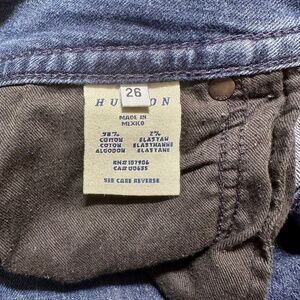 26
HUDSON
MADE IN
MEXICO
98% 2%
COTTON ELASTAN
COTON ELASTHANNE
ALGODON ELASTANE
RN# 107906
CA# 00635
SEE CARE REVERSE